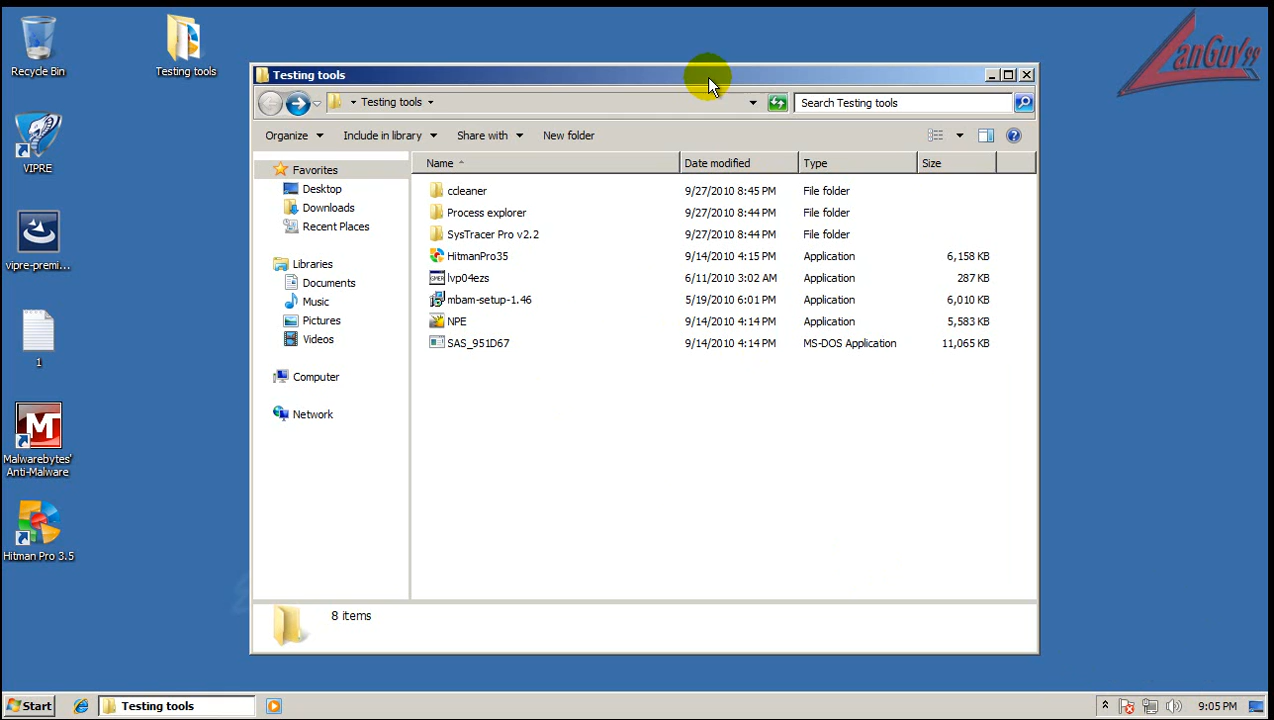 Recycle Bin
Testing tools
VIPRE
vipre-premi...
1
Malwarebytes'
Anti-Malware
Hitman Pro 3.5
anGuy99
Testing tools
Testing tools
Search Testing tools
Organize
Include in library
Share with
New folder
Favorites
Desktop
Downloads
Recent Places
Libraries
Documents
Music
Pictures
Videos
Computer
Network
Name Date modified Type Size
ccleaner 9/27/2010 8:45 PM File folder
Process explorer 9/27/2010 8:44 PM File folder
SysTracer Pro v2.2 9/27/2010 8:44 PM File folder
HitmanPro35 9/14/2010 4:15 PM Application 6,158 KB
lvp04ezs 6/11/2010 3:02 AM Application 287 KB
mbam-setup-1.46 5/19/2010 6:01 PM Application 6,010 KB
NPE 9/14/2010 4:14 PM Application 5,583 KB
SAS_951D67 9/14/2010 4:14 PM MS-DOS Application 11,065 KB
8 items
Start
Testing tools
9:05 PM